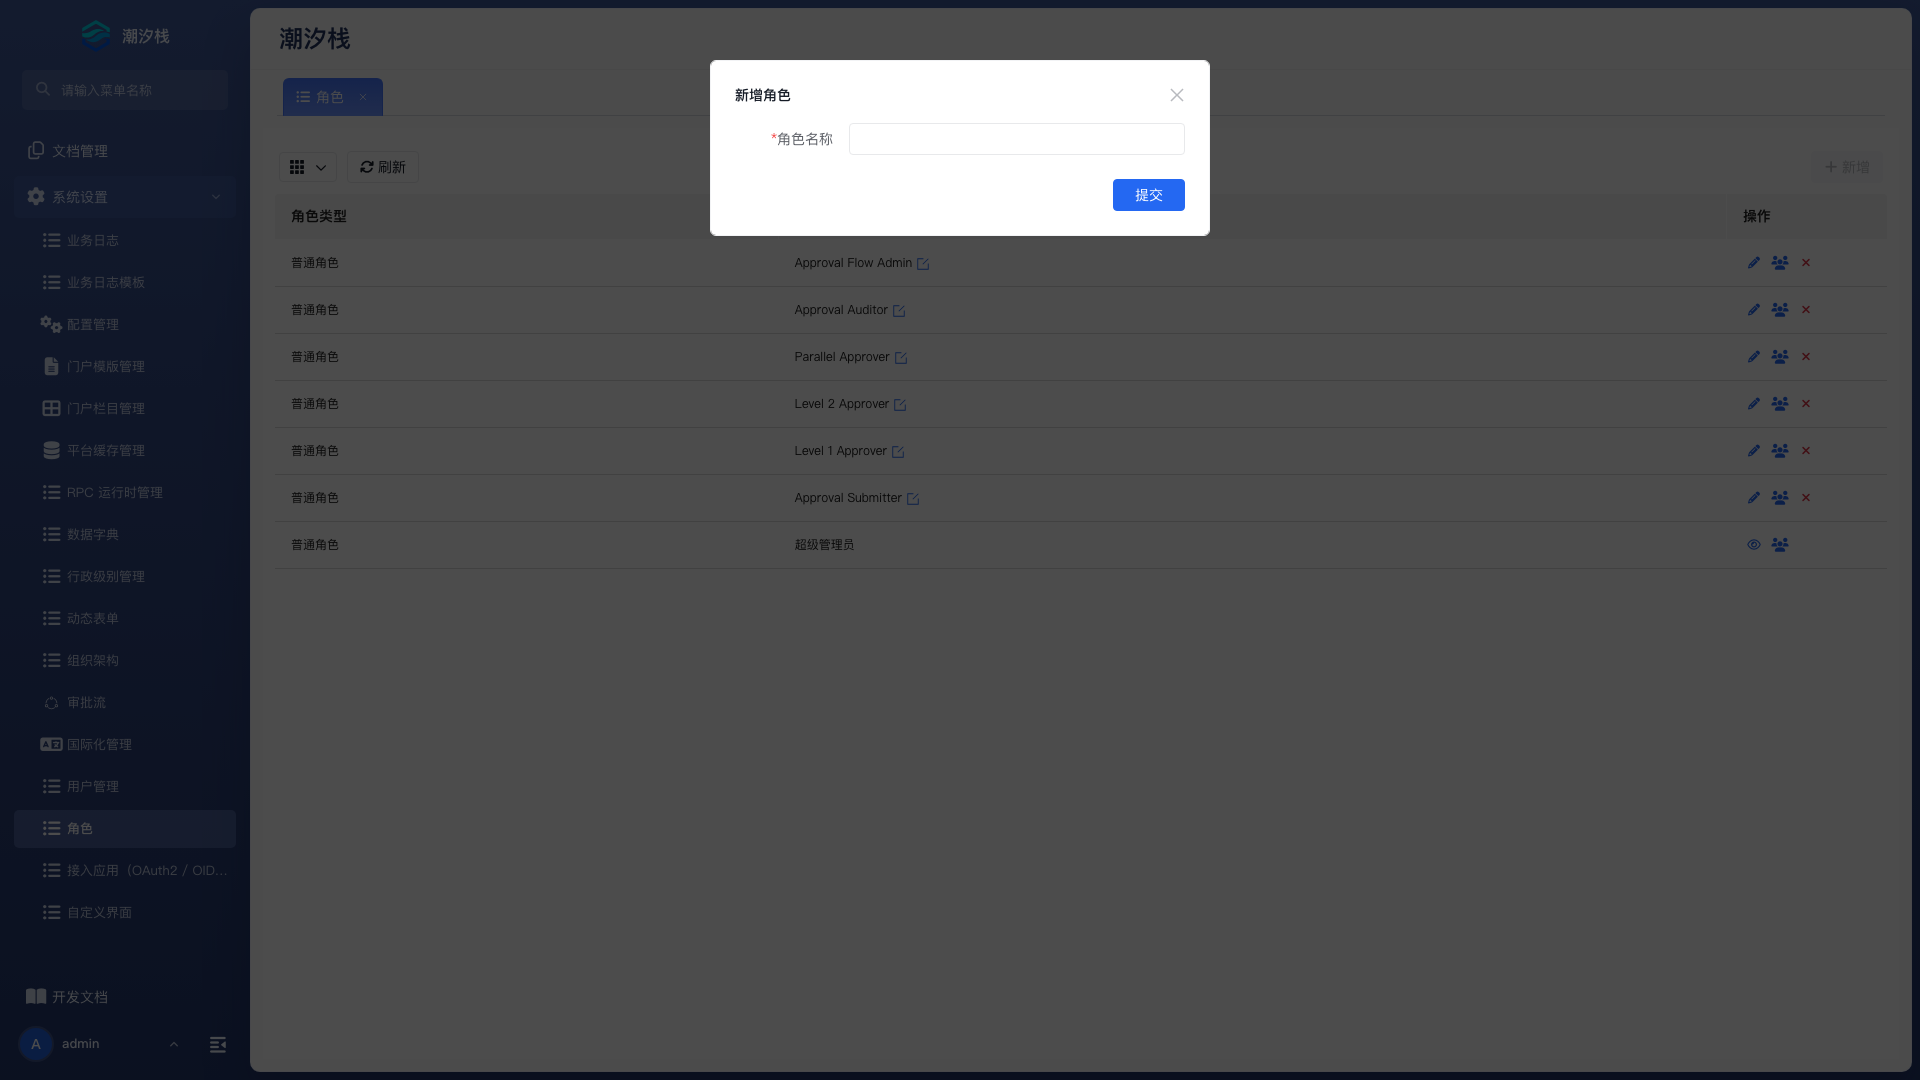 潮汐栈
请输入菜单名称
文档管理
系统设置
业务日志
业务日志模板
配置管理
门户模版管理
门户栏目管理
平台缓存管理
RPC 运行时管理
数据字典
行政级别管理
动态表单
组织架构
审批流
国际化管理
用户管理
角色
接入应用（OAuth2 / OID...
自定义界面
开发文档
A admin
潮汐栈
角色
刷新
新增
角色类型 操作
普通角色 Approval Flow Admin
普通角色 Approval Auditor
普通角色 Parallel Approver
普通角色 Level 2 Approver
普通角色 Level 1 Approver
普通角色 Approval Submitter
普通角色 超级管理员
新增角色
*角色名称
提交